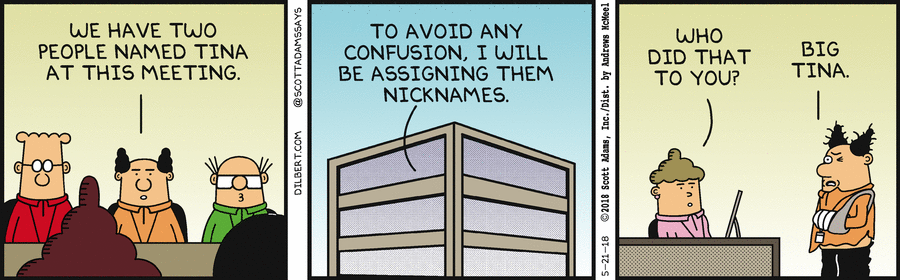 WE HAVE TWO
PEOPLE NAMED TINA
AT THIS MEETING.
DILBERT.COM @SCOTTADAMSSAYS
TO AVOID ANY
CONFUSION, I WILL
BE ASSIGNING THEM
NICKNAMES.
5-21-18 ©2018 Scott Adams, Inc./Dist. by Andrews McMeel
WHO
DID THAT
TO YOU?
BIG
TINA.